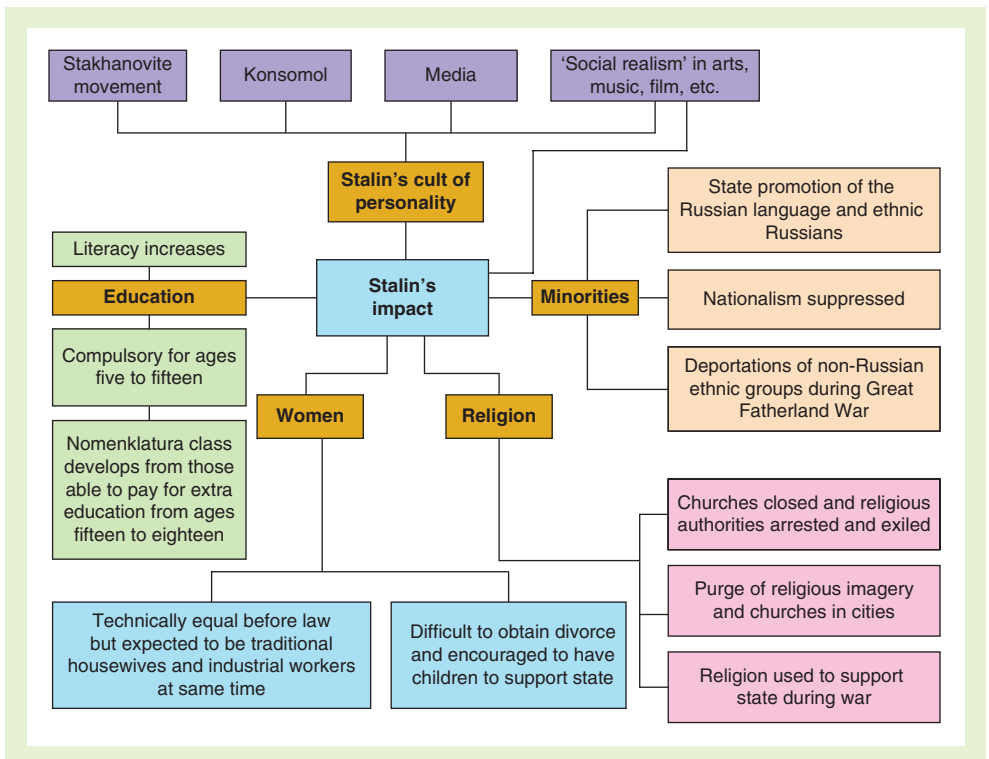 Stakhanovite
movement
Konsomol
Media
‘Social realism’ in arts,
music, film, etc.
Stalin’s cult of
personality
State promotion of the
Russian language and ethnic
Russians
Literacy increases
Education
Stalin’s
impact
Minorities
Nationalism suppressed
Compulsory for ages
five to fifteen
Deportations of non-Russian
ethnic groups during Great
Fatherland War
Women
Religion
Nomenklatura class
develops from those
able to pay for extra
education from ages
fifteen to eighteen
Churches closed and religious
authorities arrested and exiled
Purge of religious imagery
and churches in cities
Technically equal before law
but expected to be traditional
housewives and industrial workers
at same time
Difficult to obtain divorce
and encouraged to have
children to support state
Religion used to support
state during war